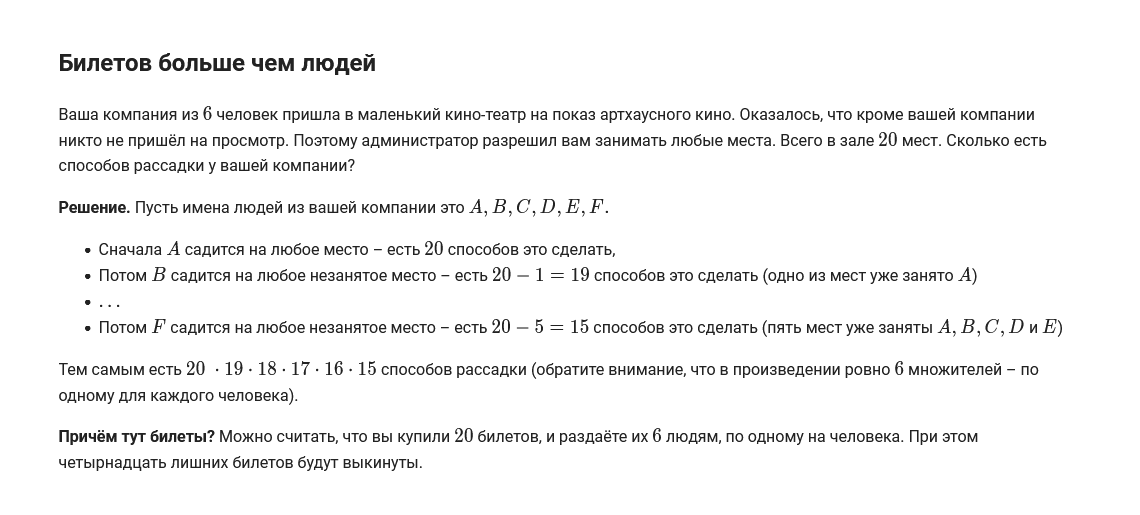 Билетов больше чем людей
Ваша компания из 6 человек пришла в маленький кино-театр на показ артхаусного кино. Оказалось, что кроме вашей компании
никто не пришёл на просмотр. Поэтому администратор разрешил вам занимать любые места. Всего в зале 20 мест. Сколько есть
способов рассадки у вашей компании?
Решение. Пусть имена людей из вашей компании это A, B, C, D, E, F.
• Сначала A садится на любое место – есть 20 способов это сделать,
• Потом B садится на любое незанятое место – есть 20 − 1 = 19 способов это сделать (одно из мест уже занято A)
• . . .
• Потом F садится на любое незанятое место – есть 20 − 5 = 15 способов это сделать (пять мест уже заняты A, B, C, D и E)
Тем самым есть 20 · 19 · 18 · 17 · 16 · 15 способов рассадки (обратите внимание, что в произведении ровно 6 множителей – по
одному для каждого человека).
Причём тут билеты? Можно считать, что вы купили 20 билетов, и раздаёте их 6 людям, по одному на человека. При этом
четырнадцать лишних билетов будут выкинуты.